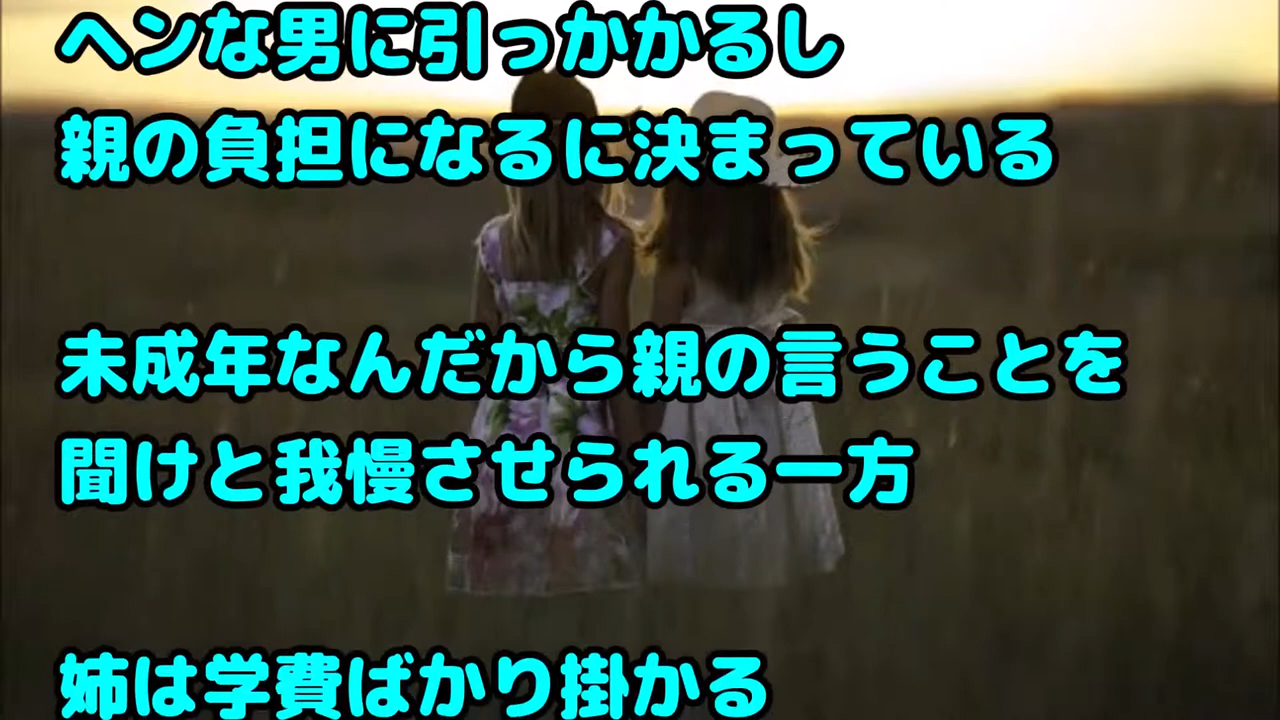 ヘンな男に引っかかるし
親の負担になるに決まっている
未成年なんだから親の言うことを
聞けと我慢させられる一方
姉は学費ばかり掛かる